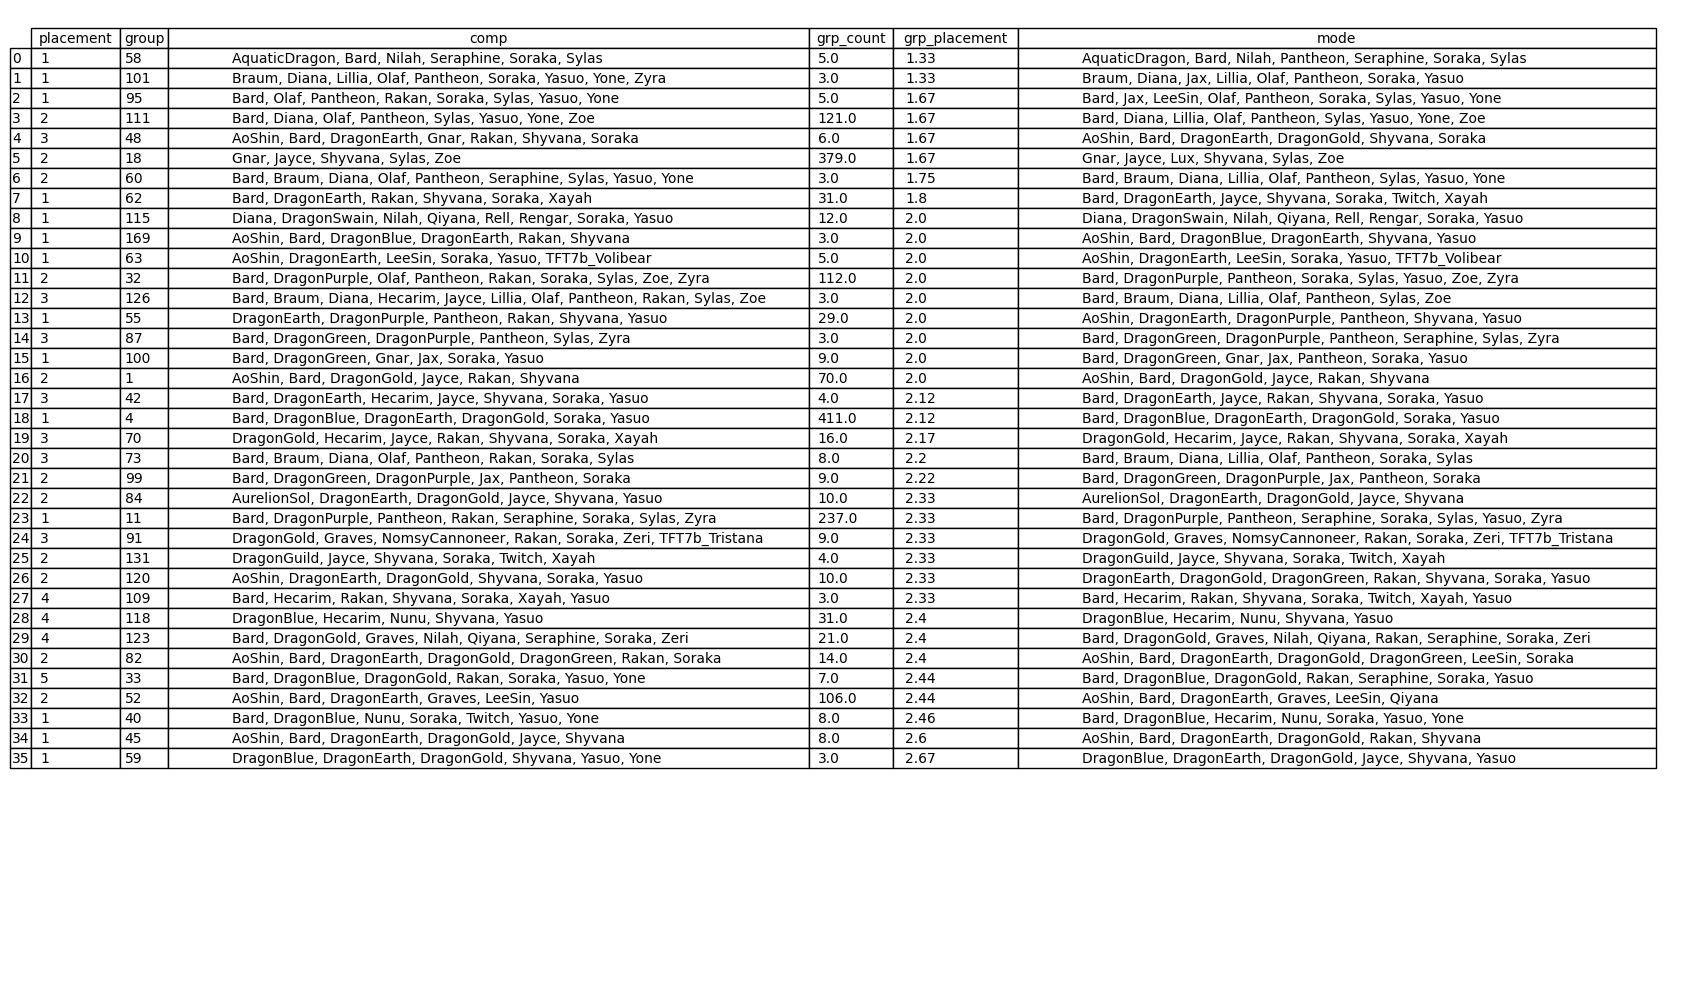 placement group comp grp_count grp_placement mode
0 1 58 AquaticDragon, Bard, Nilah, Seraphine, Soraka, Sylas 5.0 1.33 AquaticDragon, Bard, Nilah, Pantheon, Seraphine, Soraka, Sylas
1 1 101 Braum, Diana, Lillia, Olaf, Pantheon, Soraka, Yasuo, Yone, Zyra 3.0 1.33 Braum, Diana, Jax, Lillia, Olaf, Pantheon, Soraka, Yasuo
2 1 95 Bard, Olaf, Pantheon, Rakan, Soraka, Sylas, Yasuo, Yone 5.0 1.67 Bard, Jax, LeeSin, Olaf, Pantheon, Soraka, Sylas, Yasuo, Yone
3 2 111 Bard, Diana, Olaf, Pantheon, Sylas, Yasuo, Yone, Zoe 121.0 1.67 Bard, Diana, Lillia, Olaf, Pantheon, Sylas, Yasuo, Yone, Zoe
4 3 48 AoShin, Bard, DragonEarth, Gnar, Rakan, Shyvana, Soraka 6.0 1.67 AoShin, Bard, DragonEarth, DragonGold, Shyvana, Soraka
5 2 18 Gnar, Jayce, Shyvana, Sylas, Zoe 379.0 1.67 Gnar, Jayce, Lux, Shyvana, Sylas, Zoe
6 2 60 Bard, Braum, Diana, Olaf, Pantheon, Seraphine, Sylas, Yasuo, Yone 3.0 1.75 Bard, Braum, Diana, Lillia, Olaf, Pantheon, Sylas, Yasuo, Yone
7 1 62 Bard, DragonEarth, Rakan, Shyvana, Soraka, Xayah 31.0 1.8 Bard, DragonEarth, Jayce, Shyvana, Soraka, Twitch, Xayah
8 1 115 Diana, DragonSwain, Nilah, Qiyana, Rell, Rengar, Soraka, Yasuo 12.0 2.0 Diana, DragonSwain, Nilah, Qiyana, Rell, Rengar, Soraka, Yasuo
9 1 169 AoShin, Bard, DragonBlue, DragonEarth, Rakan, Shyvana 3.0 2.0 AoShin, Bard, DragonBlue, DragonEarth, Shyvana, Yasuo
10 1 63 AoShin, DragonEarth, LeeSin, Soraka, Yasuo, TFT7b_Volibear 5.0 2.0 AoShin, DragonEarth, LeeSin, Soraka, Yasuo, TFT7b_Volibear
11 2 32 Bard, DragonPurple, Olaf, Pantheon, Rakan, Soraka, Sylas, Zoe, Zyra 112.0 2.0 Bard, DragonPurple, Pantheon, Soraka, Sylas, Yasuo, Zoe, Zyra
12 3 126 Bard, Braum, Diana, Hecarim, Jayce, Lillia, Olaf, Pantheon, Rakan, Sylas, Zoe 3.0 2.0 Bard, Braum, Diana, Lillia, Olaf, Pantheon, Sylas, Zoe
13 1 55 DragonEarth, DragonPurple, Pantheon, Rakan, Shyvana, Yasuo 29.0 2.0 AoShin, DragonEarth, DragonPurple, Pantheon, Shyvana, Yasuo
14 3 87 Bard, DragonGreen, DragonPurple, Pantheon, Sylas, Zyra 3.0 2.0 Bard, DragonGreen, DragonPurple, Pantheon, Seraphine, Sylas, Zyra
15 1 100 Bard, DragonGreen, Gnar, Jax, Soraka, Yasuo 9.0 2.0 Bard, DragonGreen, Gnar, Jax, Pantheon, Soraka, Yasuo
16 2 1 AoShin, Bard, DragonGold, Jayce, Rakan, Shyvana 70.0 2.0 AoShin, Bard, DragonGold, Jayce, Rakan, Shyvana
17 3 42 Bard, DragonEarth, Hecarim, Jayce, Shyvana, Soraka, Yasuo 4.0 2.12 Bard, DragonEarth, Jayce, Rakan, Shyvana, Soraka, Yasuo
18 1 4 Bard, DragonBlue, DragonEarth, DragonGold, Soraka, Yasuo 411.0 2.12 Bard, DragonBlue, DragonEarth, DragonGold, Soraka, Yasuo
19 3 70 DragonGold, Hecarim, Jayce, Rakan, Shyvana, Soraka, Xayah 16.0 2.17 DragonGold, Hecarim, Jayce, Rakan, Shyvana, Soraka, Xayah
20 3 73 Bard, Braum, Diana, Olaf, Pantheon, Rakan, Soraka, Sylas 8.0 2.2 Bard, Braum, Diana, Lillia, Olaf, Pantheon, Soraka, Sylas
21 2 99 Bard, DragonGreen, DragonPurple, Jax, Pantheon, Soraka 9.0 2.22 Bard, DragonGreen, DragonPurple, Jax, Pantheon, Soraka
22 2 84 AurelionSol, DragonEarth, DragonGold, Jayce, Shyvana, Yasuo 10.0 2.33 AurelionSol, DragonEarth, DragonGold, Jayce, Shyvana
23 1 11 Bard, DragonPurple, Pantheon, Rakan, Seraphine, Soraka, Sylas, Zyra 237.0 2.33 Bard, DragonPurple, Pantheon, Seraphine, Soraka, Sylas, Yasuo, Zyra
24 3 91 DragonGold, Graves, NomsyCannoneer, Rakan, Soraka, Zeri, TFT7b_Tristana 9.0 2.33 DragonGold, Graves, NomsyCannoneer, Rakan, Soraka, Zeri, TFT7b_Tristana
25 2 131 DragonGuild, Jayce, Shyvana, Soraka, Twitch, Xayah 4.0 2.33 DragonGuild, Jayce, Shyvana, Soraka, Twitch, Xayah
26 2 120 AoShin, DragonEarth, DragonGold, Shyvana, Soraka, Yasuo 10.0 2.33 DragonEarth, DragonGold, DragonGreen, Rakan, Shyvana, Soraka, Yasuo
27 4 109 Bard, Hecarim, Rakan, Shyvana, Soraka, Xayah, Yasuo 3.0 2.33 Bard, Hecarim, Rakan, Shyvana, Soraka, Twitch, Xayah, Yasuo
28 4 118 DragonBlue, Hecarim, Nunu, Shyvana, Yasuo 31.0 2.4 DragonBlue, Hecarim, Nunu, Shyvana, Yasuo
29 4 123 Bard, DragonGold, Graves, Nilah, Qiyana, Seraphine, Soraka, Zeri 21.0 2.4 Bard, DragonGold, Graves, Nilah, Qiyana, Rakan, Seraphine, Soraka, Zeri
30 2 82 AoShin, Bard, DragonEarth, DragonGold, DragonGreen, Rakan, Soraka 14.0 2.4 AoShin, Bard, DragonEarth, DragonGold, DragonGreen, LeeSin, Soraka
31 5 33 Bard, DragonBlue, DragonGold, Rakan, Soraka, Yasuo, Yone 7.0 2.44 Bard, DragonBlue, DragonGold, Rakan, Seraphine, Soraka, Yasuo
32 2 52 AoShin, Bard, DragonEarth, Graves, LeeSin, Yasuo 106.0 2.44 AoShin, Bard, DragonEarth, Graves, LeeSin, Qiyana
33 1 40 Bard, DragonBlue, Nunu, Soraka, Twitch, Yasuo, Yone 8.0 2.46 Bard, DragonBlue, Hecarim, Nunu, Soraka, Yasuo, Yone
34 1 45 AoShin, Bard, DragonEarth, DragonGold, Jayce, Shyvana 8.0 2.6 AoShin, Bard, DragonEarth, DragonGold, Rakan, Shyvana
35 1 59 DragonBlue, DragonEarth, DragonGold, Shyvana, Yasuo, Yone 3.0 2.67 DragonBlue, DragonEarth, DragonGold, Jayce, Shyvana, Yasuo